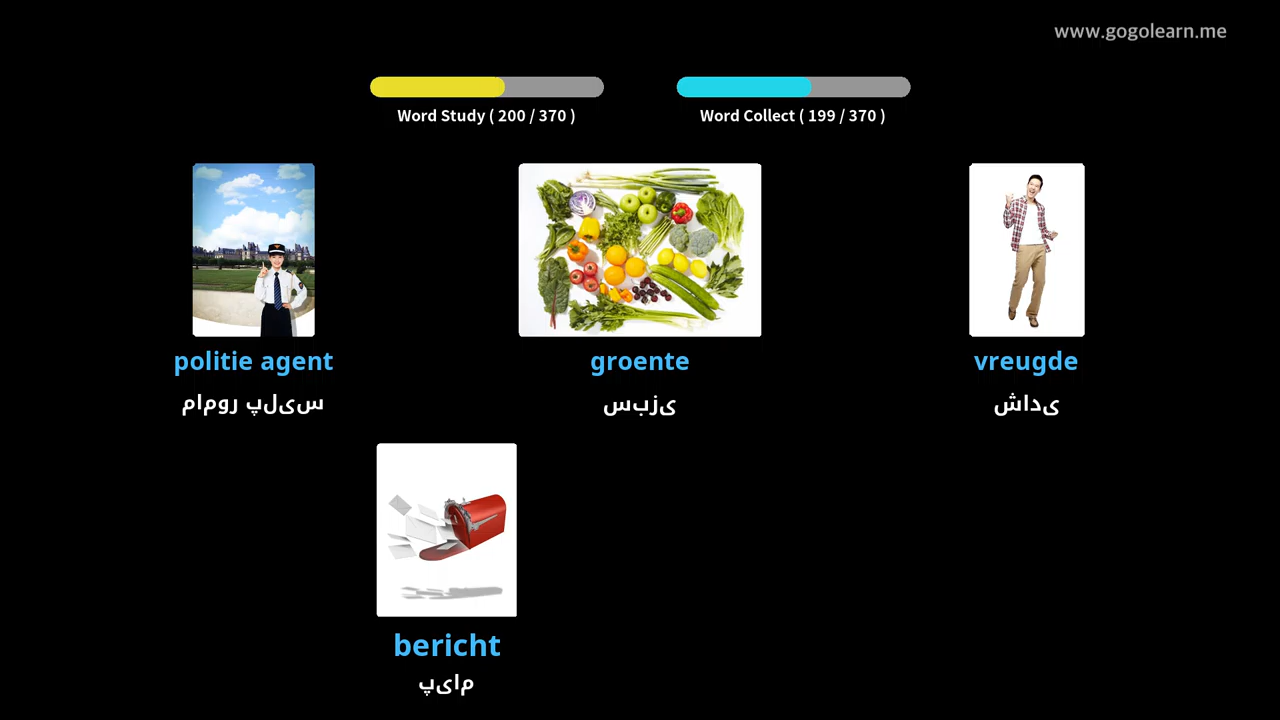 www.gogolearn.me
Word Study ( 200 / 370 )
Word Collect ( 199 / 370 )
politie agent
مامور پلیس
groente
سبزی
vreugde
شادی
bericht
پیام